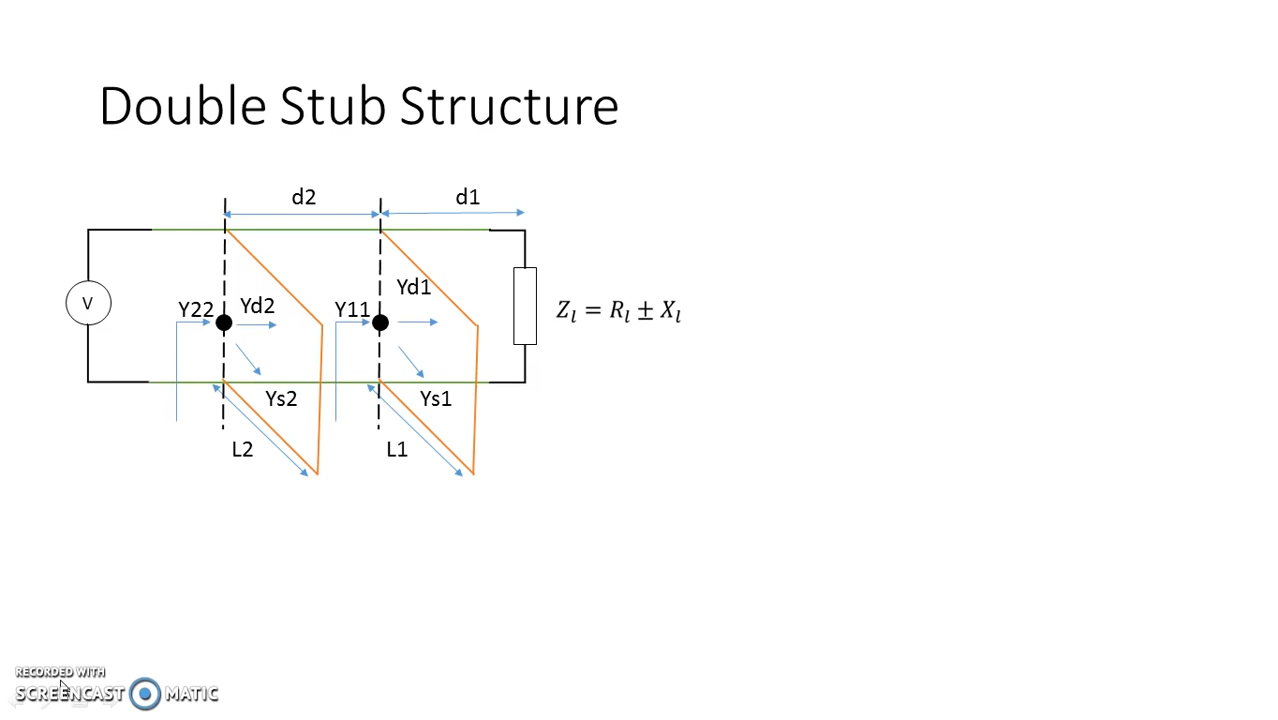 Double Stub Structure
d2
d1
Yd1
Y22
Yd2
Y11
V
Zₗ = Rₗ ± Xₗ
Ys2
Ys1
L2
L1
RECORDED WITH
SCREENCAST MATIC